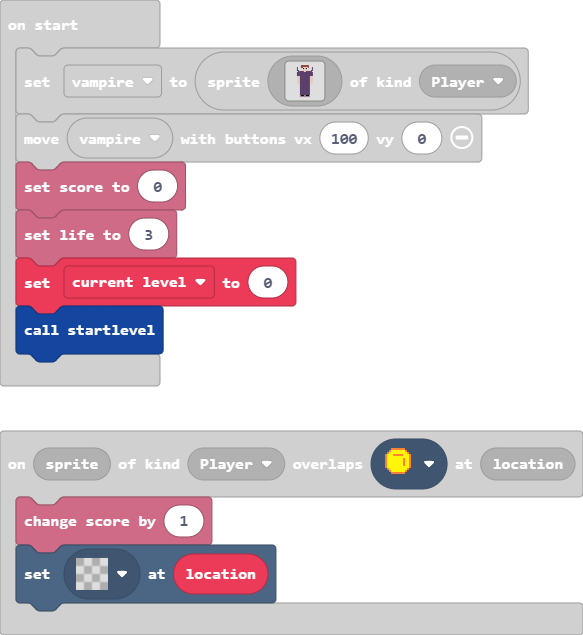 on start
set vampire to sprite of kind Player
move vampire with buttons vx 100 vy 0
set score to 0
set life to 3
set current level to 0
call startlevel
on sprite of kind Player overlaps at location
change score by 1
set at location